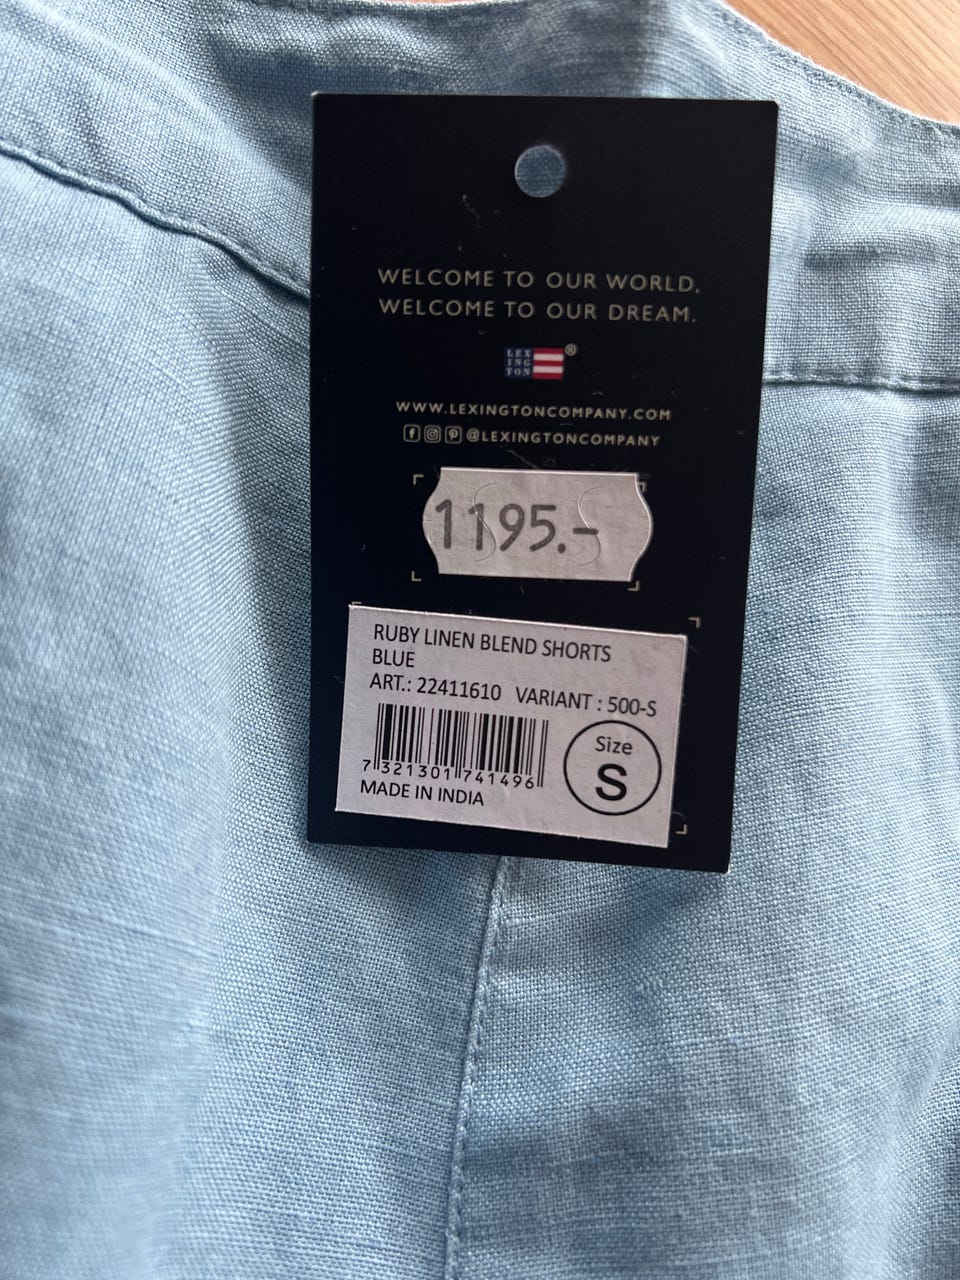 WELCOME TO OUR WORLD.
WELCOME TO OUR DREAM.
LEX
ING
TON ®
WWW.LEXINGTONCOMPANY.COM
@LEXINGTONCOMPANY
1195.-
RUBY LINEN BLEND SHORTS
BLUE
ART.: 22411610 VARIANT : 500-S
7 321301 741496
Size
S
MADE IN INDIA